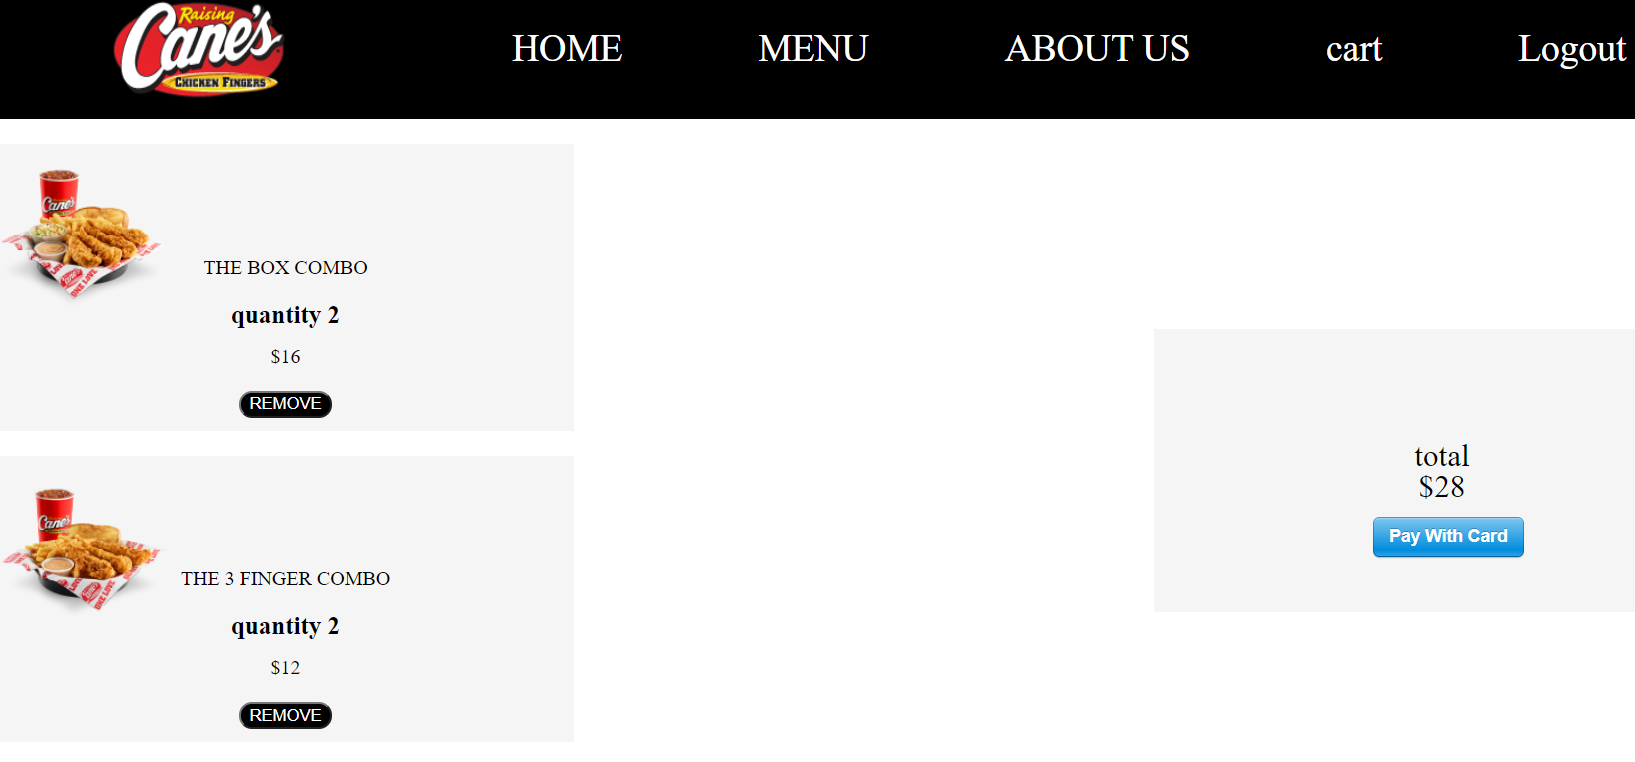 Raising
Cane's
CHICKEN FINGERS
HOME MENU ABOUT US cart Logout
Cane's
THE BOX COMBO
quantity 2
$16
REMOVE
Cane's
THE 3 FINGER COMBO
quantity 2
$12
REMOVE
total
$28
Pay With Card